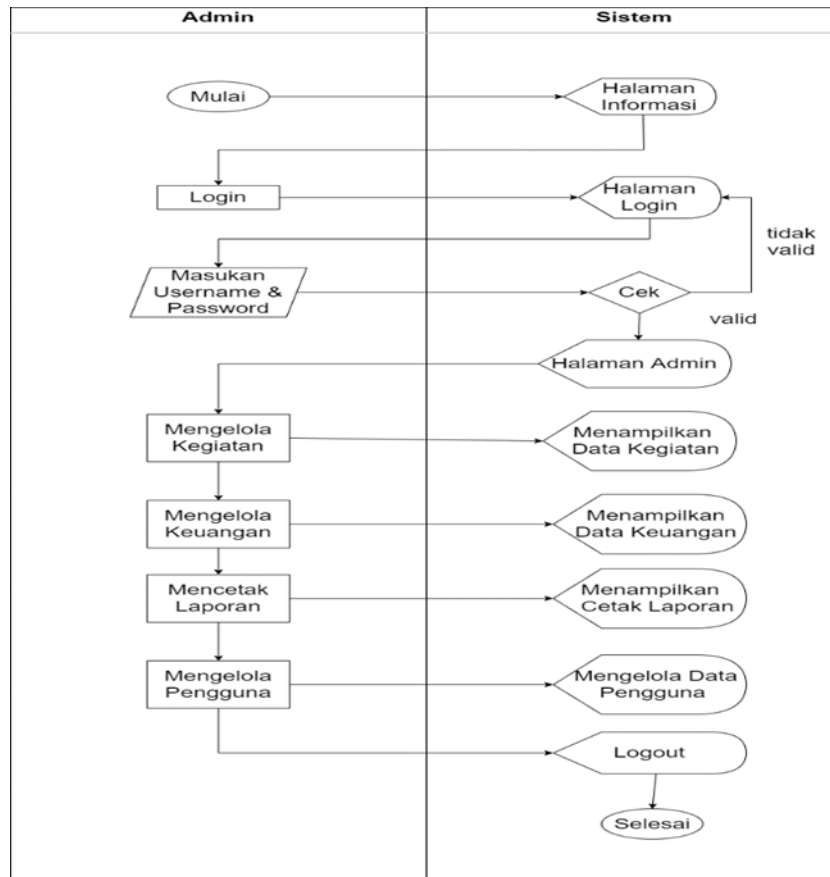 Admin
Sistem
Mulai
Halaman
Informasi
Login
Halaman
Login
tidak
valid
Masukan
Username &
Password
Cek
valid
Halaman Admin
Mengelola
Kegiatan
Menampilkan
Data Kegiatan
Mengelola
Keuangan
Menampilkan
Data Keuangan
Mencetak
Laporan
Menampilkan
Cetak Laporan
Mengelola
Pengguna
Mengelola Data
Pengguna
Logout
Selesai